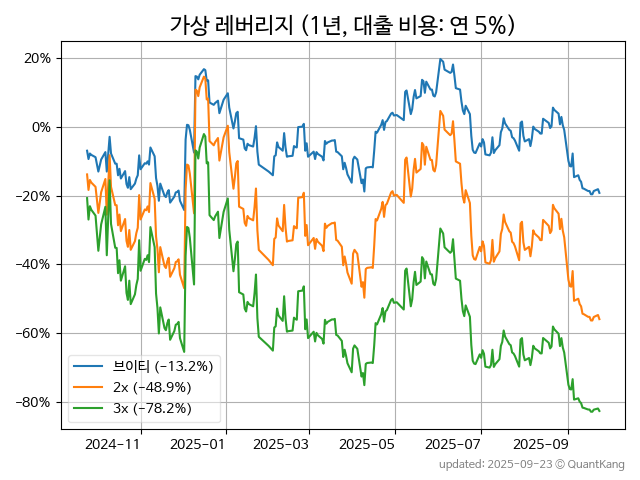 가상 레버리지 (1년, 대출 비용: 연 5%)
20%
0%
−20%
−40%
−60%
−80%
브이티 (−13.2%)
2x (−48.9%)
3x (−78.2%)
2024-11 2025-01 2025-03 2025-05 2025-07 2025-09
updated: 2025-09-23 © QuantKang